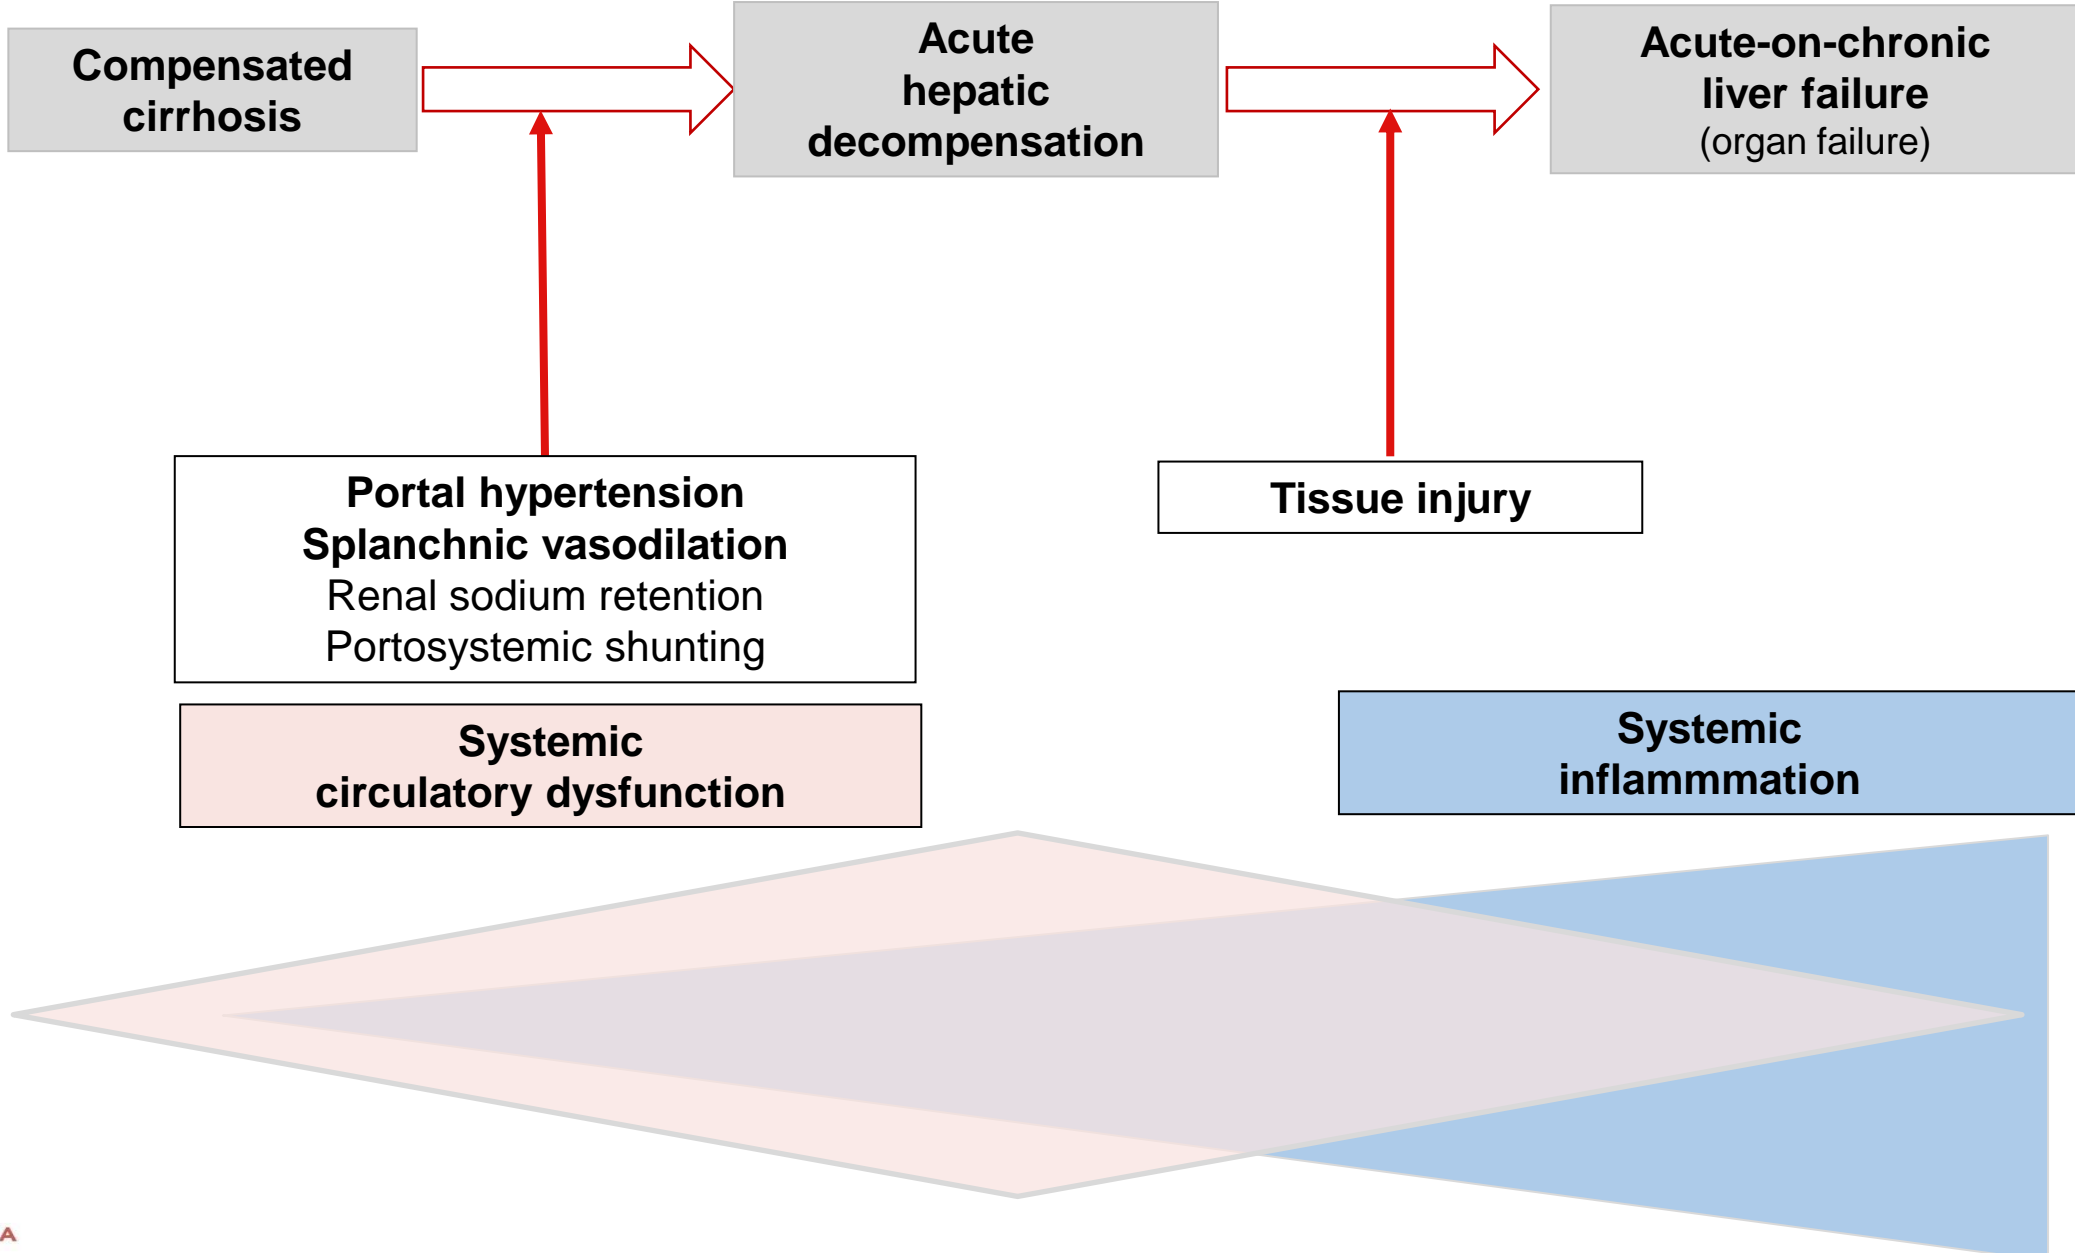 Compensated
cirrhosis
Acute
hepatic
decompensation
Acute-on-chronic
liver failure
(organ failure)
Portal hypertension
Splanchnic vasodilation
Renal sodium retention
Portosystemic shunting
Tissue injury
Systemic
circulatory dysfunction
Systemic
inflammmation
A